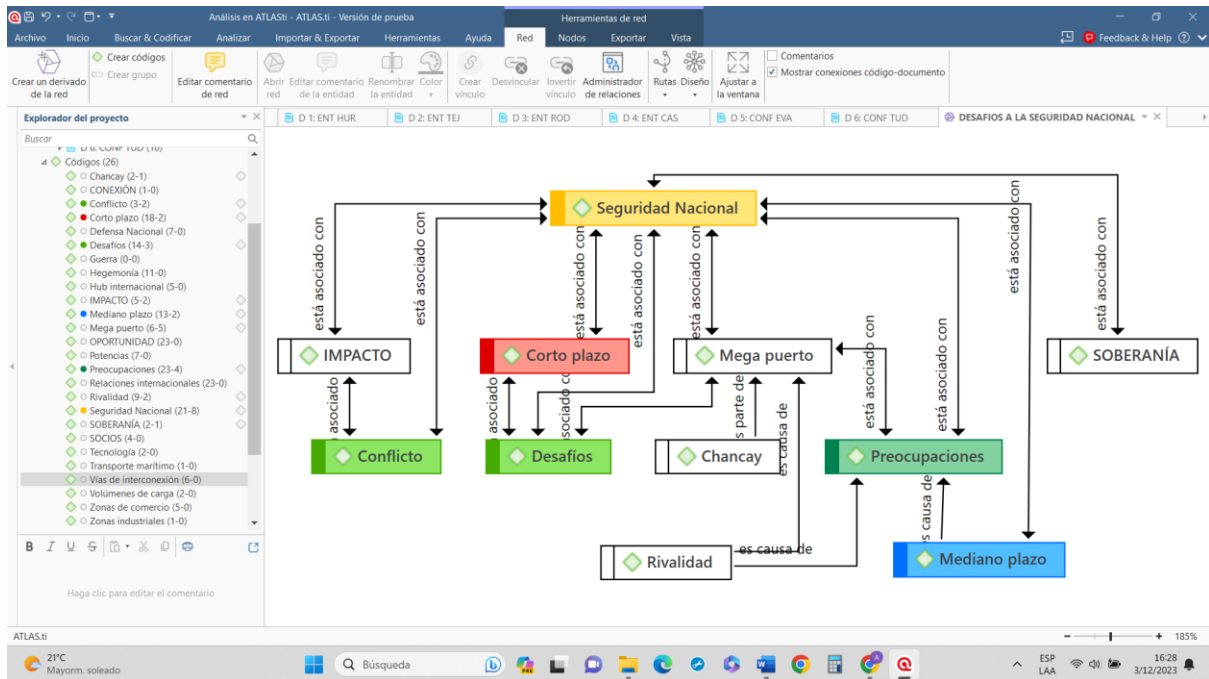 Análisis en ATLASti - ATLAS.ti - Versión de prueba
Herramientas de red
Archivo Inicio Buscar & Codificar Analizar Importar & Exportar Herramientas Ayuda Red Nodos Exportar Vista Feedback & Help
Crear un derivado
de la red
Crear códigos
Crear grupo
Editar comentario
de red
Abrir
red
Editar comentario
de la entidad
Renombrar
la entidad
Color
Crear
vínculo
Desvincular
Invertir
vínculo
Administrador
de relaciones
Rutas
Diseño
Ajustar a
la ventana
Comentarios
Mostrar conexiones código-documento
Explorador del proyecto
D 1: ENT HUR
D 2: ENT TEJ
D 3: ENT ROD
D 4: ENT CAS
D 5: CONF EVA
D 6: CONF TUD
DESAFIOS A LA SEGURIDAD NACIONAL
Buscar
D 6: CONF TUD (10)
Códigos (26)
Chancay (2-1)
CONEXIÓN (1-0)
Conflicto (3-2)
Corto plazo (18-2)
Defensa Nacional (7-0)
Desafíos (14-3)
Guerra (0-0)
Hegemonía (11-0)
Hub internacional (5-0)
IMPACTO (5-2)
Mediano plazo (13-2)
Mega puerto (6-5)
OPORTUNIDAD (23-0)
Potencias (7-0)
Preocupaciones (23-4)
Relaciones internacionales (23-0)
Rivalidad (9-2)
Seguridad Nacional (21-8)
SOBERANÍA (2-1)
SOCIOS (4-0)
Tecnología (2-0)
Transporte marítimo (1-0)
Vías de interconexión (6-0)
Volúmenes de carga (2-0)
Zonas de comercio (5-0)
Zonas industriales (1-0)
B I U S
Haga clic para editar el comentario
Seguridad Nacional
está asociado con
está asociado con
está asociado con
está asociado con
está asociado con
está asociado con
está asociado con
está asociado con
IMPACTO
Corto plazo
Mega puerto
SOBERANÍA
asociado
asociado
sociado
parte de
es causa de
está asociado con
Conflicto
Desafíos
Chancay
Preocupaciones
causa de
es causa de
Rivalidad
Mediano plazo
ATLAS.ti
185%
21°C
Mayorm. soleado
Búsqueda
ESP
LAA
16:28
3/12/2023